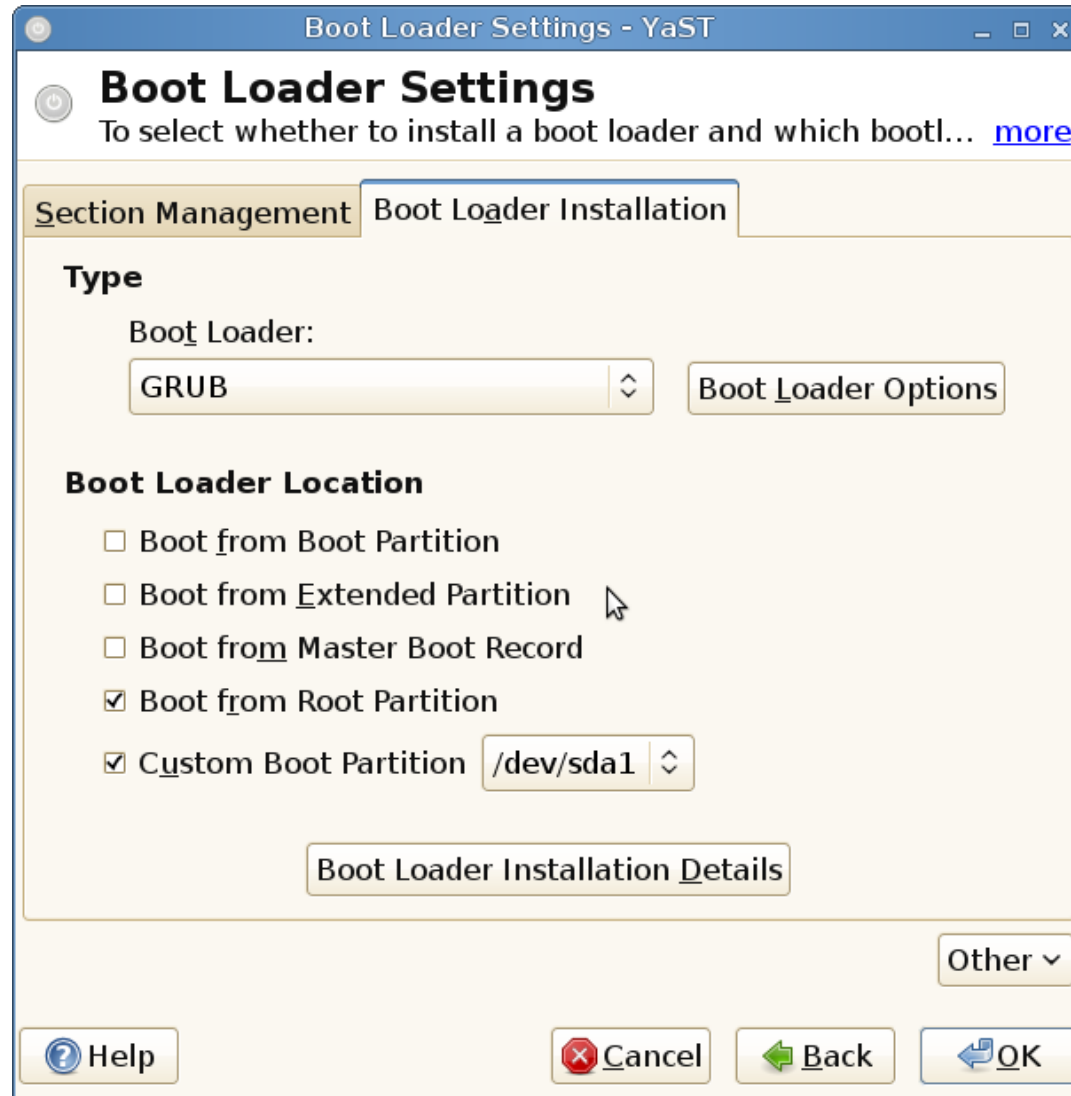 Boot Loader Settings - YaST
Boot Loader Settings
To select whether to install a boot loader and which bootl... more
Section Management
Boot Loader Installation
Type
Boot Loader:
GRUB
Boot Loader Options
Boot Loader Location
Boot from Boot Partition
Boot from Extended Partition
Boot from Master Boot Record
Boot from Root Partition
Custom Boot Partition /dev/sda1
Boot Loader Installation Details
Other
Help Cancel Back OK